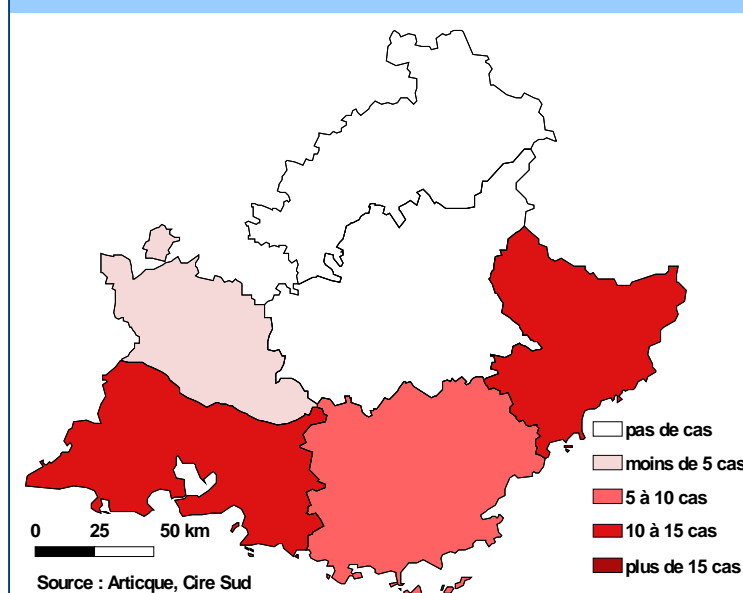 pas de cas
moins de 5 cas
5 à 10 cas
10 à 15 cas
plus de 15 cas
0 25 50 km
Source : Articque, Cire Sud